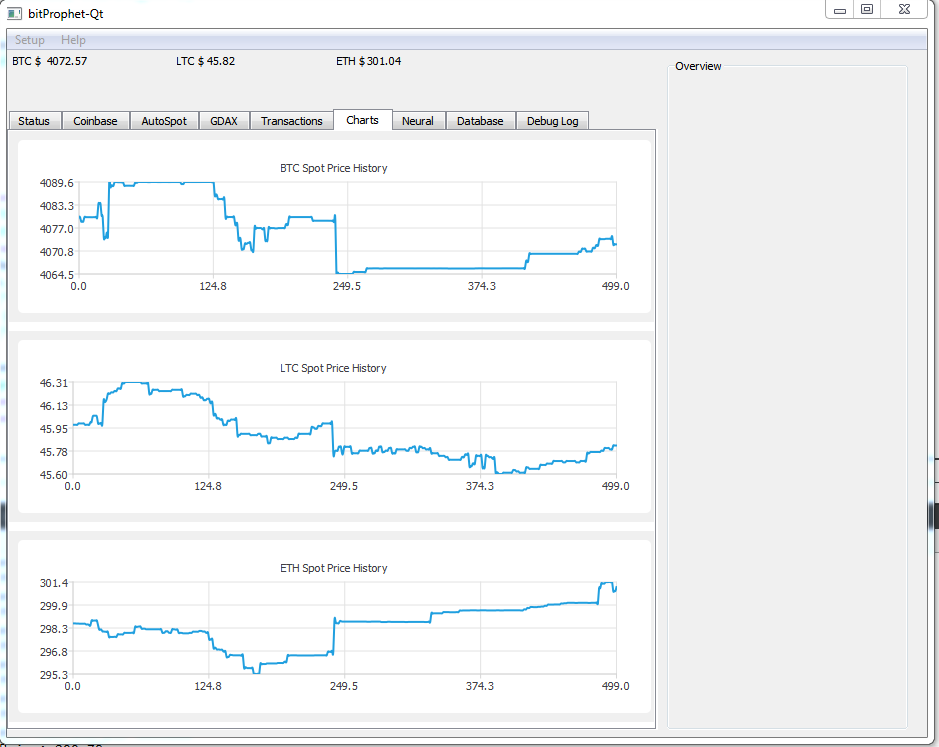 bitProphet-Qt
Setup Help
BTC $ 4072.57 LTC $ 45.82 ETH $ 301.04
Overview
Status Coinbase AutoSpot GDAX Transactions Charts Neural Database Debug Log
BTC Spot Price History
4089.6
4083.3
4077.0
4070.8
4064.5
0.0 124.8 249.5 374.3 499.0
LTC Spot Price History
46.31
46.13
45.95
45.78
45.60
0.0 124.8 249.5 374.3 499.0
ETH Spot Price History
301.4
299.9
298.3
296.8
295.3
0.0 124.8 249.5 374.3 499.0